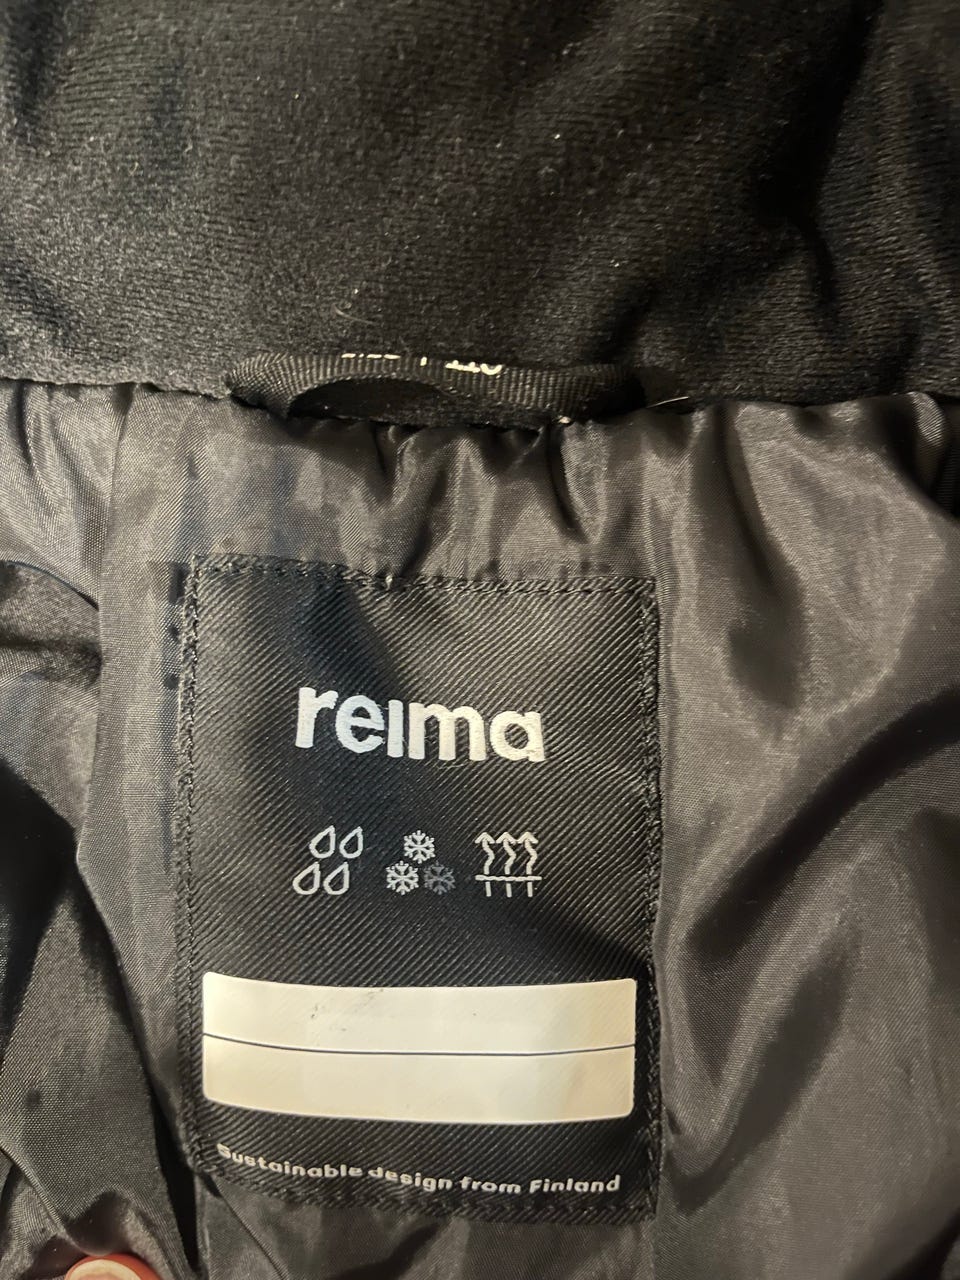 reima
Sustainable design from Finland